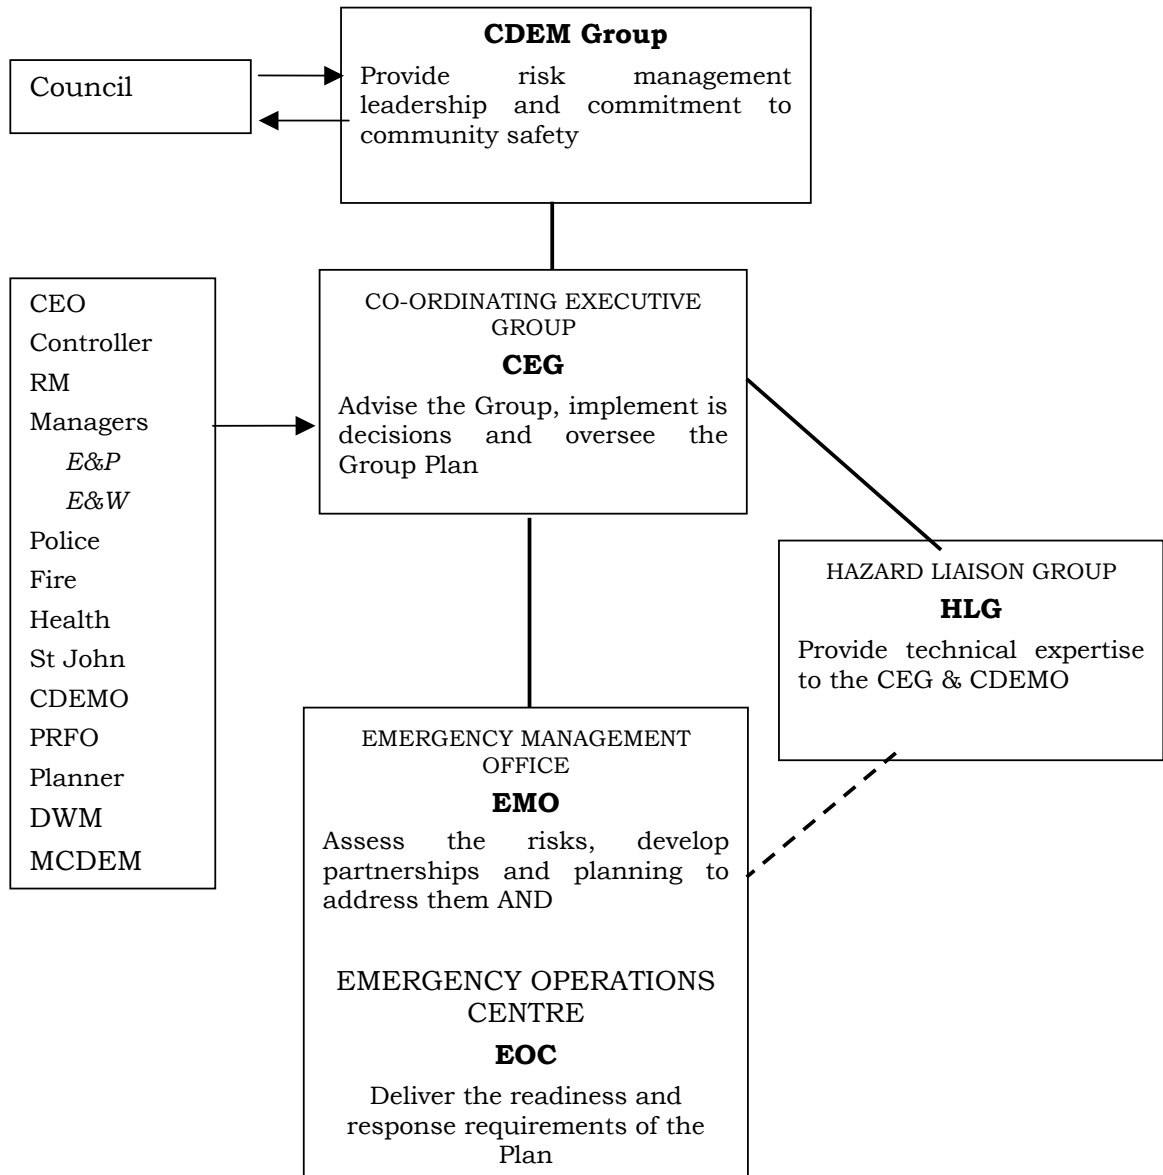 CDEM Group
Provide risk management
leadership and commitment to
community safety
Council
CEO
Controller
RM
Managers
E&P
E&W
Police
Fire
Health
St John
CDEMO
PRFO
Planner
DWM
MCDEM
CO-ORDINATING EXECUTIVE
GROUP
CEG
Advise the Group, implement is
decisions and oversee the
Group Plan
HAZARD LIAISON GROUP
HLG
Provide technical expertise
to the CEG & CDEMO
EMERGENCY MANAGEMENT
OFFICE
EMO
Assess the risks, develop
partnerships and planning to
address them AND
EMERGENCY OPERATIONS
CENTRE
EOC
Deliver the readiness and
response requirements of the
Plan